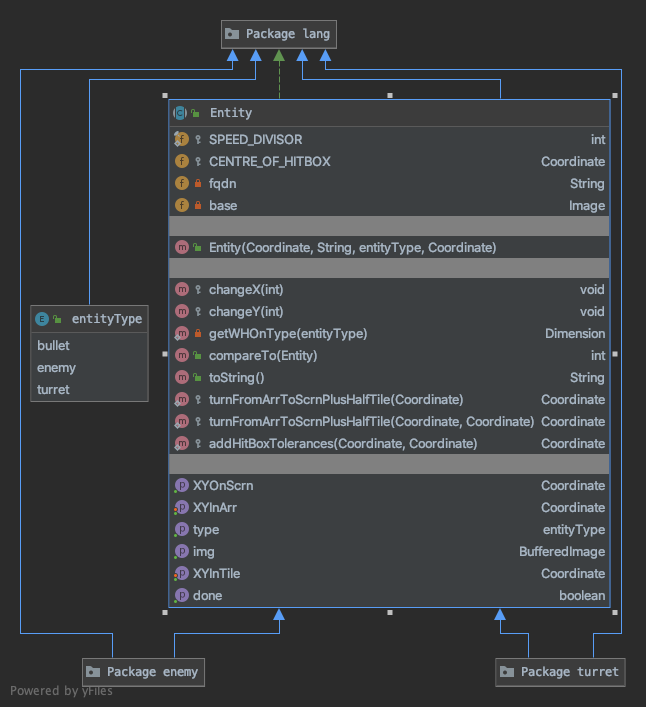 Package lang
Entity
SPEED_DIVISOR int
CENTRE_OF_HITBOX Coordinate
fqdn String
base Image
Entity(Coordinate, String, entityType, Coordinate)
changeX(int) void
changeY(int) void
getWHOnType(entityType) Dimension
compareTo(Entity) int
toString() String
turnFromArrToScrnPlusHalfTile(Coordinate) Coordinate
turnFromArrToScrnPlusHalfTile(Coordinate, Coordinate) Coordinate
addHitBoxTolerances(Coordinate, Coordinate) Coordinate
XYOnScrn Coordinate
XYInArr Coordinate
type entityType
img BufferedImage
XYInTile Coordinate
done boolean
entityType
bullet
enemy
turret
Package enemy
Package turret
Powered by yFiles